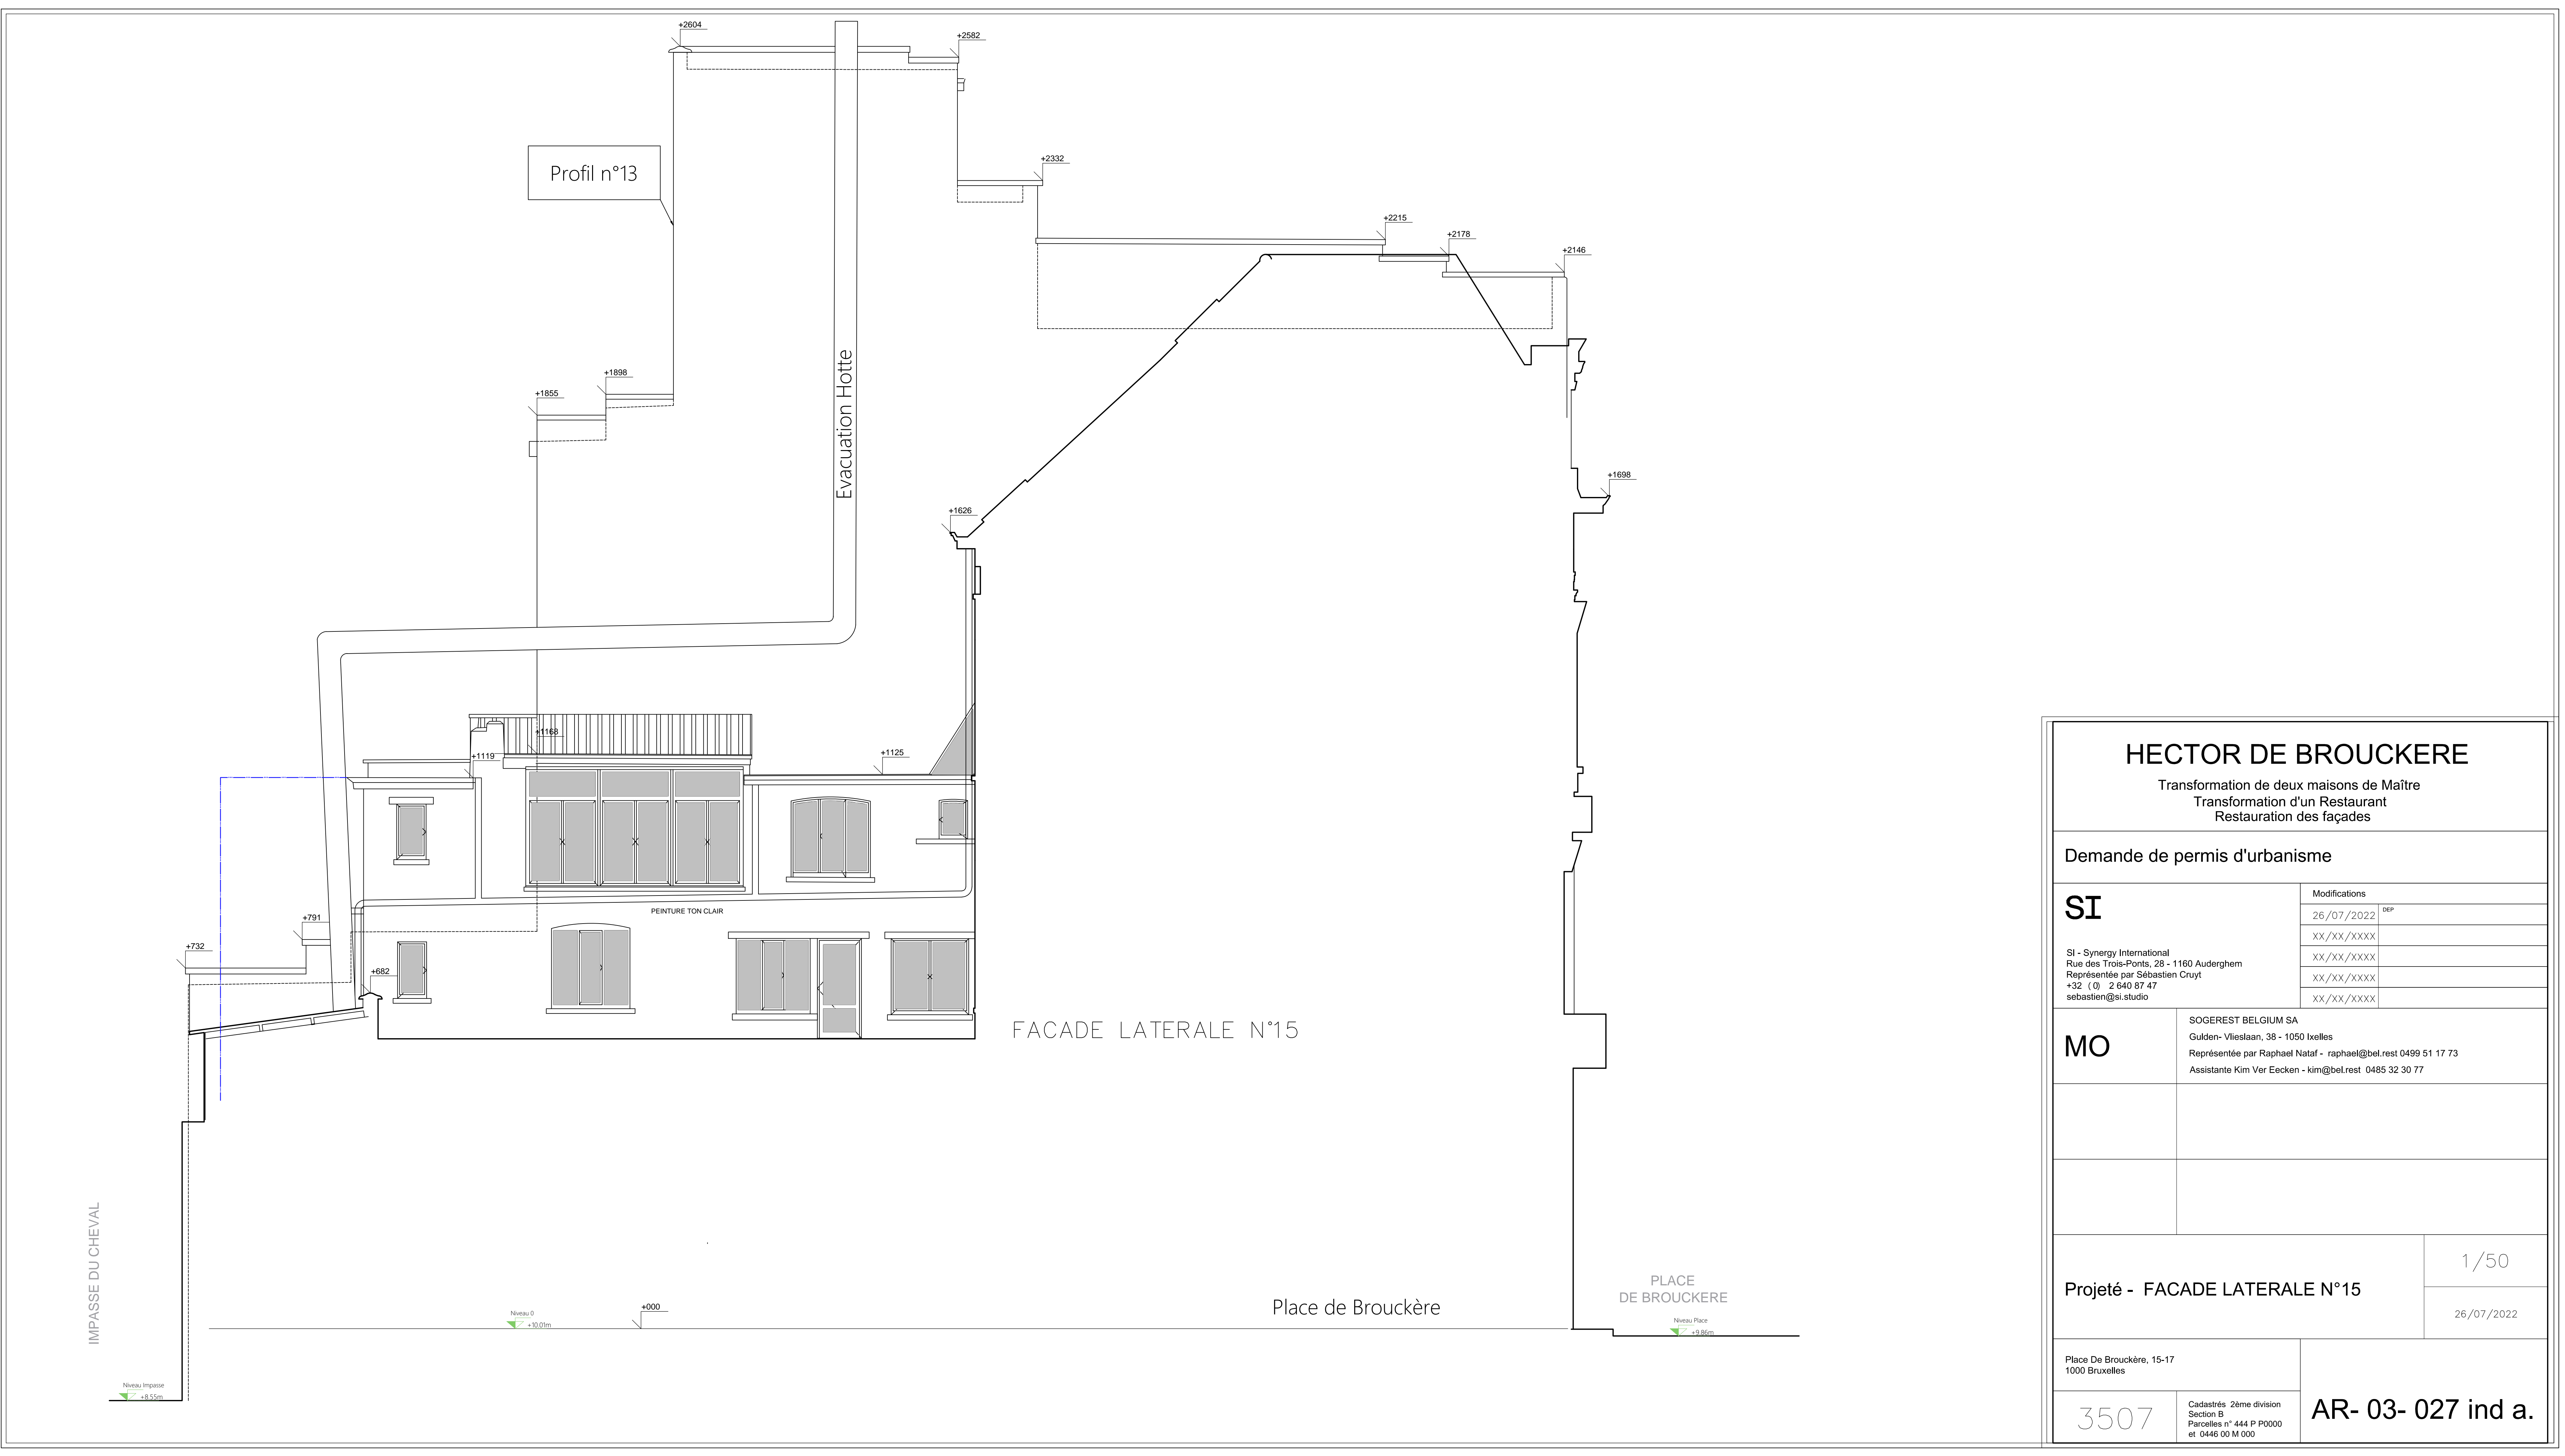 +2604
+2582
Profil n°13
+2332
+2215
+2178
+2146
+1898
+1855
Evacuation Hotte
+1698
+1626
+1168
+1119
+1125
PEINTURE TON CLAIR
+791
+732
+682
FACADE LATERALE N°15
IMPASSE DU CHEVAL
Niveau 0
+10.01m
+000
Place de Brouckère
PLACE
DE BROUCKERE
Niveau Place
+9.86m
Niveau Impasse
+8.55m
HECTOR DE BROUCKERE
Transformation de deux maisons de Maître
Transformation d'un Restaurant
Restauration des façades
Demande de permis d'urbanisme
SI
SI - Synergy International
Rue des Trois-Ponts, 28 - 1160 Auderghem
Représentée par Sébastien Cruyt
+32 ( 0) 2 640 87 47
sebastien@si.studio
Modifications
26/07/2022 DEP
XX/XX/XXXX
XX/XX/XXXX
XX/XX/XXXX
XX/XX/XXXX
MO
SOGEREST BELGIUM SA
Gulden- Vlieslaan, 38 - 1050 Ixelles
Représentée par Raphael Nataf - raphael@bel.rest 0499 51 17 73
Assistante Kim Ver Eecken - kim@bel.rest 0485 32 30 77
Projeté - FACADE LATERALE N°15
1/50
26/07/2022
Place De Brouckère, 15-17
1000 Bruxelles
3507
Cadastrés 2ème division
Section B
Parcelles n° 444 P P0000
et 0446 00 M 000
AR- 03- 027 ind a.